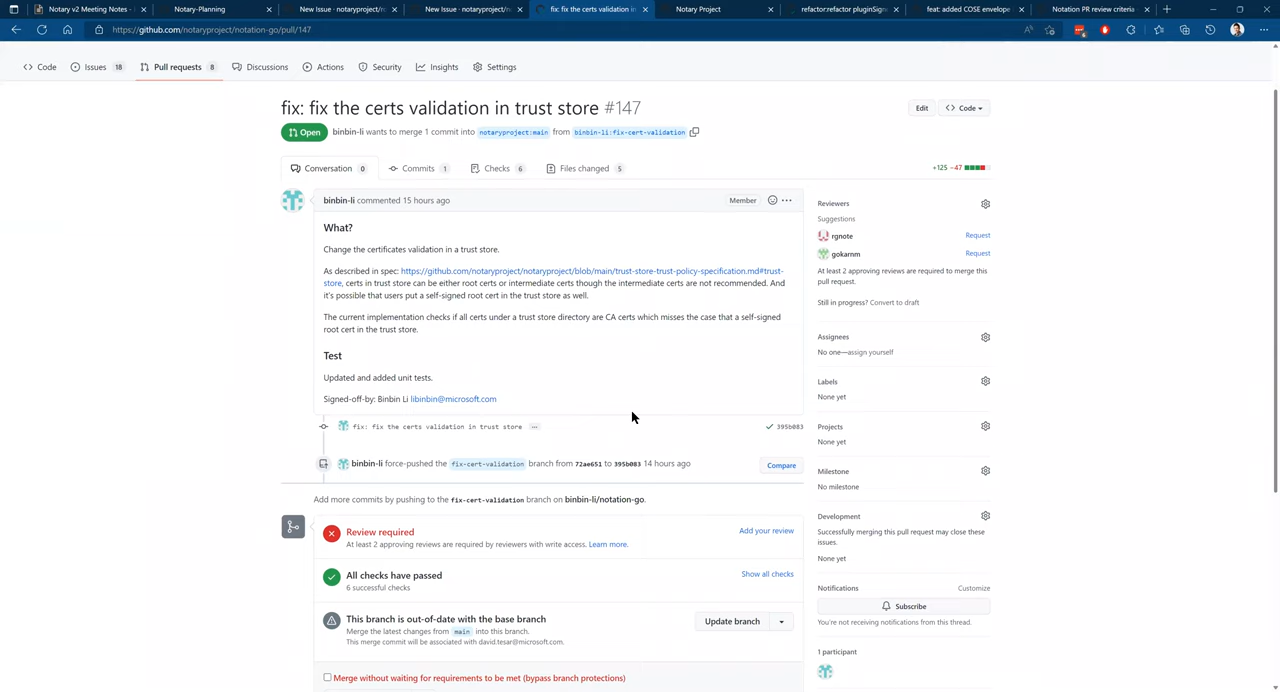 Notary v2 Meeting Notes -
Notary-Planning
New Issue · notaryproject/no
New Issue · notaryproject/no
fix: fix the certs validation in
Notary Project
refactor:refactor pluginSign
feat: added COSE envelope
Notation PR review criteria
https://github.com/notaryproject/notation-go/pull/147
Code
Issues 18
Pull requests 8
Discussions
Actions
Security
Insights
Settings
fix: fix the certs validation in trust store #147
Edit
Code
Open
binbin-li wants to merge 1 commit into notaryproject:main from binbin-li:fix-cert-validation
Conversation 0
Commits 1
Checks 6
Files changed 5
+125 −47
binbin-li commented 15 hours ago
Member
What?
Change the certificates validation in a trust store.
As described in spec: https://github.com/notaryproject/notaryproject/blob/main/trust-store-trust-policy-specification.md#trust-
store, certs in trust store can be either root certs or intermediate certs though the intermediate certs are not recommended. And
it's possible that users put a self-signed root cert in the trust store as well.
The current implementation checks if all certs under a trust store directory are CA certs which misses the case that a self-signed
root cert in the trust store.
Test
Updated and added unit tests.
Signed-off-by: Binbin Li libinbin@microsoft.com
fix: fix the certs validation in trust store
395b083
binbin-li force-pushed the fix-cert-validation branch from 72ae651 to 395b083 14 hours ago
Compare
Add more commits by pushing to the fix-cert-validation branch on binbin-li/notation-go.
Review required
Add your review
At least 2 approving reviews are required by reviewers with write access. Learn more.
All checks have passed
Show all checks
6 successful checks
This branch is out-of-date with the base branch
Merge the latest changes from main into this branch.
This merge commit will be associated with david.tesar@microsoft.com.
Update branch
Merge without waiting for requirements to be met (bypass branch protections)
Reviewers
Suggestions
rgnote
Request
gokarnm
Request
At least 2 approving reviews are required to merge this
pull request.
Still in progress? Convert to draft
Assignees
No one—assign yourself
Labels
None yet
Projects
None yet
Milestone
No milestone
Development
Successfully merging this pull request may close these
issues.
None yet
Notifications
Customize
Subscribe
You're not receiving notifications from this thread.
1 participant